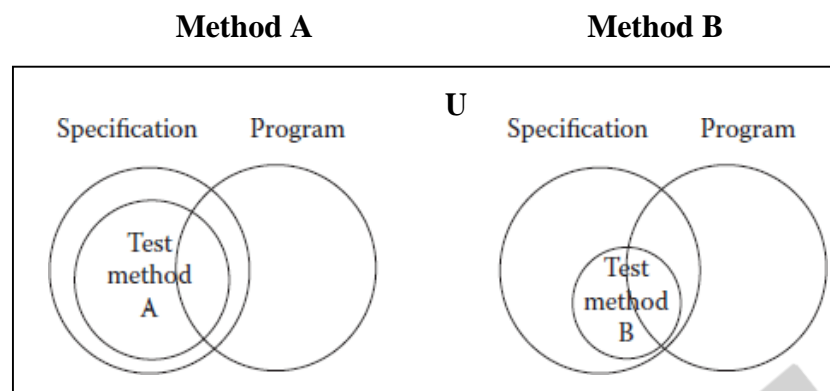 Method A Method B
U
Specification Program Specification Program
Test Test
method method
A B